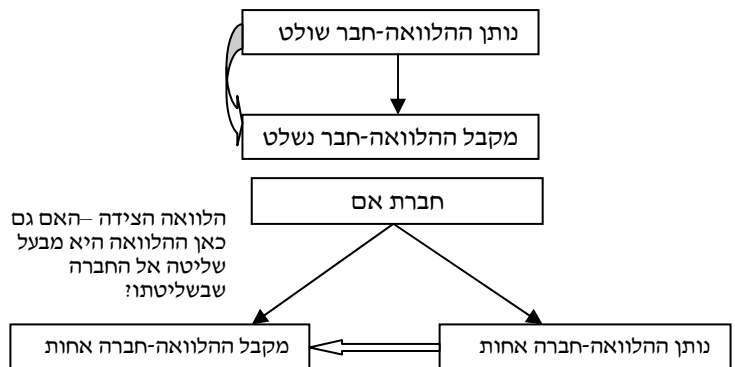 נותן ההלוואה-חבר שולט
מקבל ההלוואה-חבר נשלט
חברת אם
הלוואה הצידה –האם גם
כאן ההלוואה היא מבעל
שליטה אל החברה
שבשליטתו?
נותן ההלוואה-חברה אחות
מקבל ההלוואה-חברה אחות